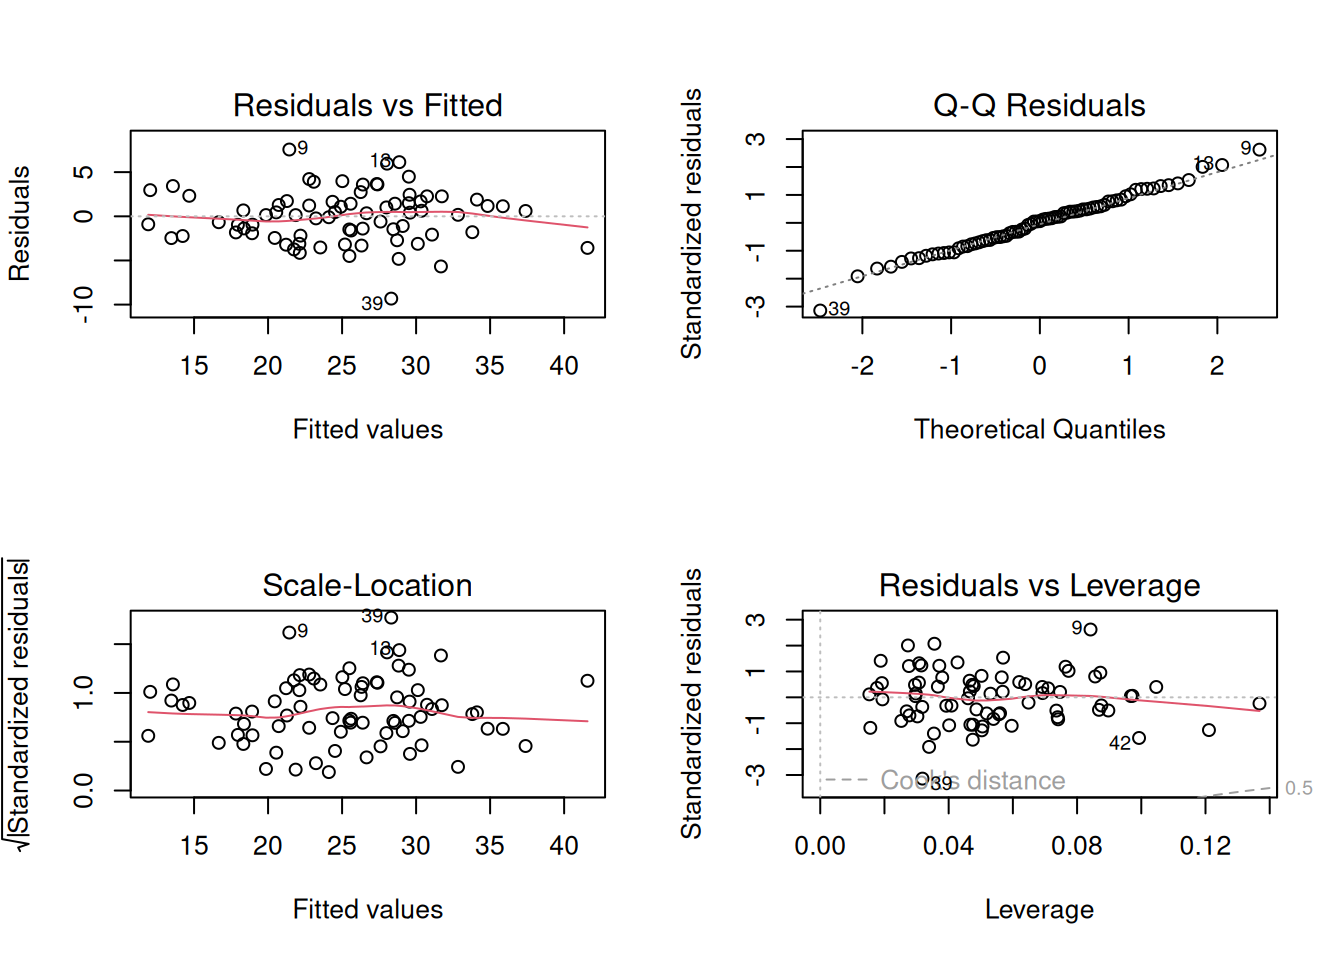 Residuals vs Fitted
Residuals
5
0
-10
9
13
39
15 20 25 30 35 40
Fitted values
Q-Q Residuals
Standardized residuals
3
1
-1
-3
9
13
39
-2 -1 0 1 2
Theoretical Quantiles
Scale-Location
√|Standardized residuals|
1.0
0.0
39
9
13
15 20 25 30 35 40
Fitted values
Residuals vs Leverage
Standardized residuals
3
1
-1
-3
9
42
39
Cook's distance
0.5
0.00 0.04 0.08 0.12
Leverage